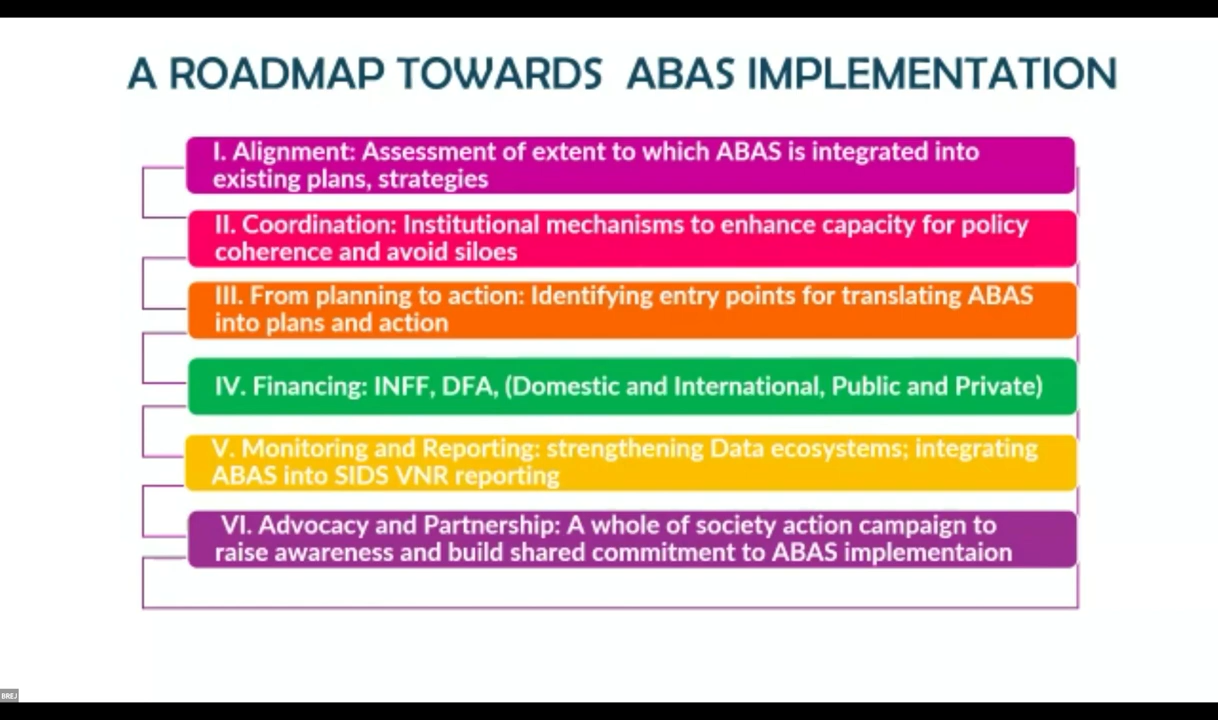 A ROADMAP TOWARDS ABAS IMPLEMENTATION
I. Alignment: Assessment of extent to which ABAS is integrated into
existing plans, strategies
II. Coordination: Institutional mechanisms to enhance capacity for policy
coherence and avoid siloes
III. From planning to action: Identifying entry points for translating ABAS
into plans and action
IV. Financing: INFF, DFA, (Domestic and International, Public and Private)
V. Monitoring and Reporting: strengthening Data ecosystems; integrating
ABAS into SIDS VNR reporting
VI. Advocacy and Partnership: A whole of society action campaign to
raise awareness and build shared commitment to ABAS implementaion
BREJ